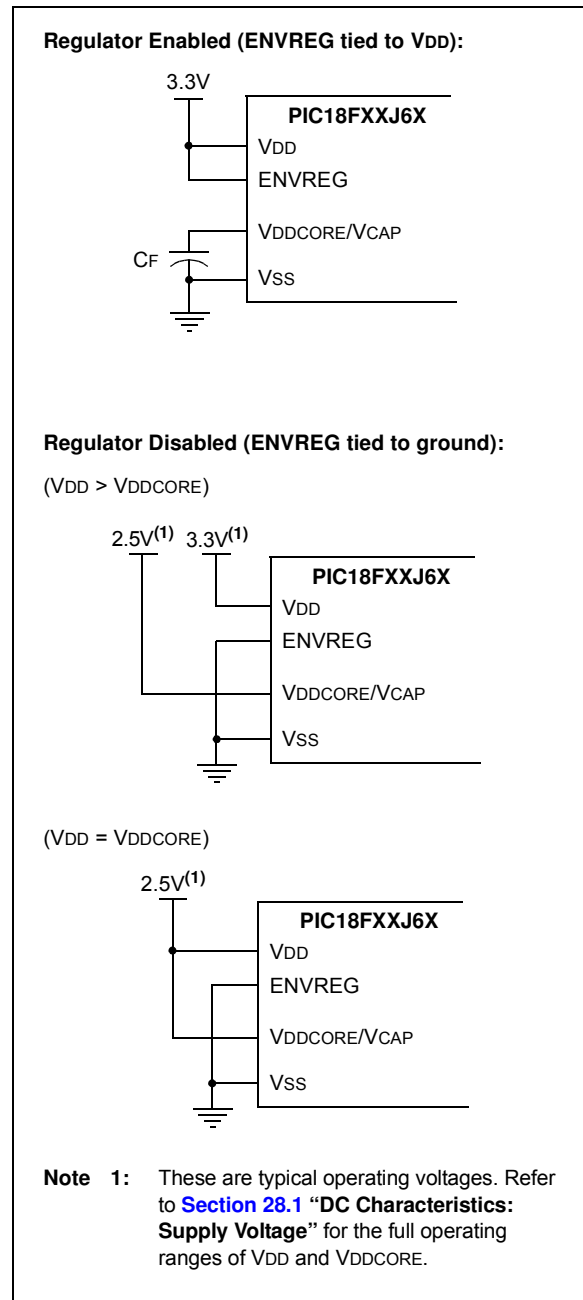 Regulator Enabled (ENVREG tied to VDD):
3.3V
PIC18FXXJ6X
VDD
ENVREG
VDDCORE/VCAP
CF
VSS
Regulator Disabled (ENVREG tied to ground):
(VDD > VDDCORE)
2.5V(1) 3.3V(1)
PIC18FXXJ6X
VDD
ENVREG
VDDCORE/VCAP
VSS
(VDD = VDDCORE)
2.5V(1)
PIC18FXXJ6X
VDD
ENVREG
VDDCORE/VCAP
VSS
Note 1: These are typical operating voltages. Refer
to Section 28.1 “DC Characteristics:
Supply Voltage” for the full operating
ranges of VDD and VDDCORE.